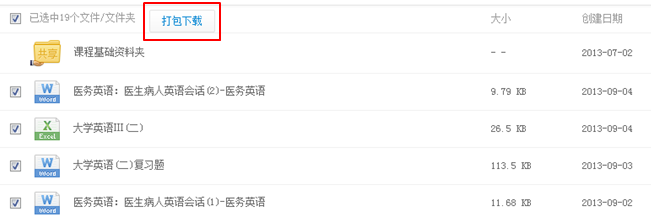 已选中19个文件/文件夹 打包下载 大小 创建日期
共享 课程基础资料夹 - - 2013-07-02
Word 医务英语：医生病人英语会话(2)-医务英语 9.79 KB 2013-09-04
Excel 大学英语III(二) 26.5 KB 2013-09-04
Word 大学英语(二)复习题 113.5 KB 2013-09-03
Word 医务英语：医生病人英语会话(1)-医务英语 11.68 KB 2013-09-02